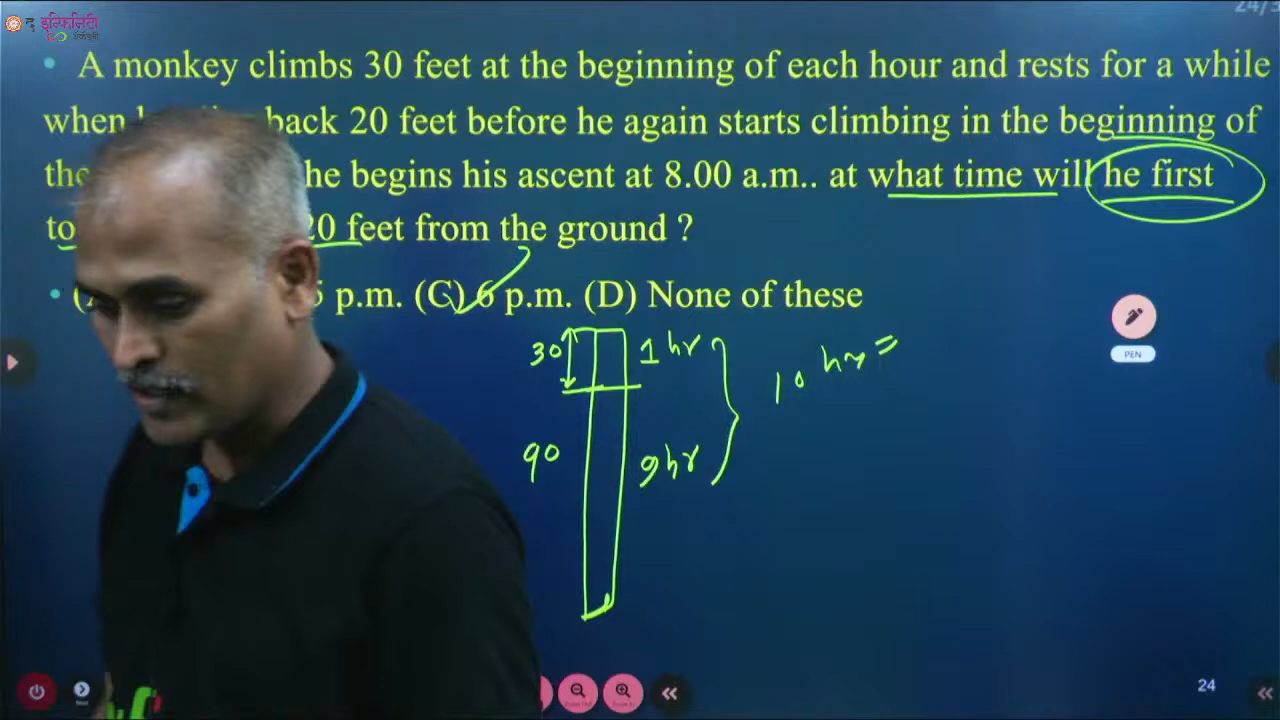 24/3
इन्फिनिटी
• A monkey climbs 30 feet at the beginning of each hour and rests for a while
when back 20 feet before he again starts climbing in the beginning of
he begins his ascent at 8.00 a.m.. at what time will he first
to 20 feet from the ground ?
• p.m. (C) 6 p.m. (D) None of these
30 1 hr
10 hr =
90 9 hr
PEN
24